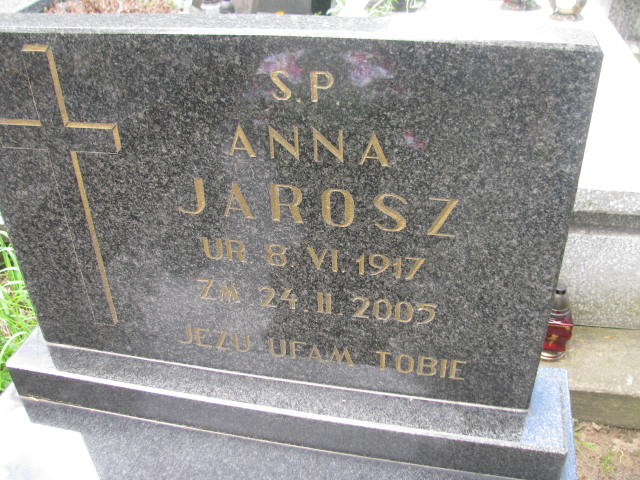 S.P.
ANNA
JAROSZ
UR 8.VI.1917
ZM 24.II.2005
JEZU UFAM TOBIE